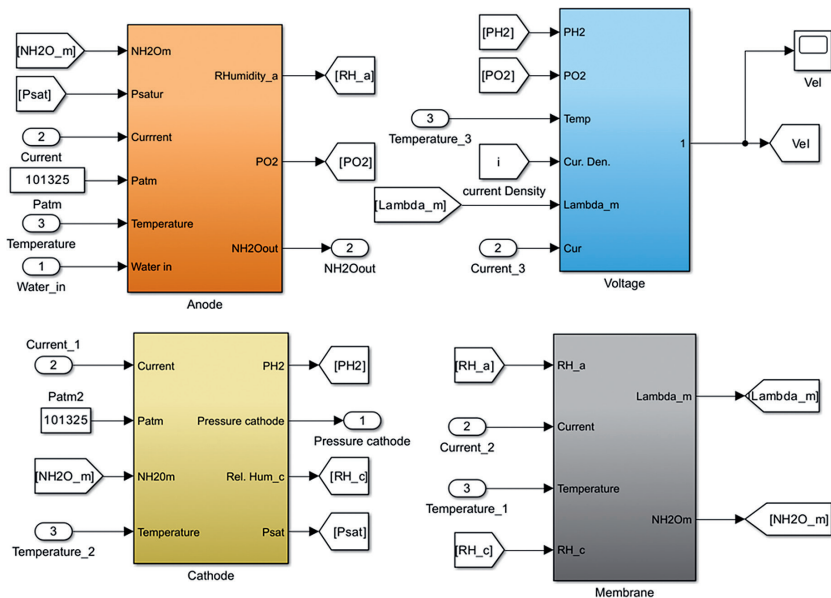 [NH2O_m]
NH2Om
RHumidity_a
[RH_a]
[Psat]
Psatur
2
Currrent
Current
PO2
[PO2]
101325
Patm
Patm
3
Temperature
Temperature
NH2Oout
2
NH2Oout
1
Water in
Water_in
Anode
[PH2]
PH2
[PO2]
PO2
3
Temp
Temperature_3
1
Vel
Vel
i
Cur. Den.
current Density
[Lambda_m]
Lambda_m
2
Cur
Current_3
Voltage
Current_1
2
Current
PH2
[PH2]
Patm2
101325
Patm
Pressure cathode
1
Pressure cathode
[NH2O_m]
NH20m
Rel. Hum_c
[RH_c]
3
Temperature
Temperature_2
Psat
[Psat]
Cathode
[RH_a]
RH_a
Lambda_m
[Lambda_m]
2
Current
Current_2
3
Temperature
Temperature_1
NH2Om
[NH2O_m]
[RH_c]
RH_c
Membrane